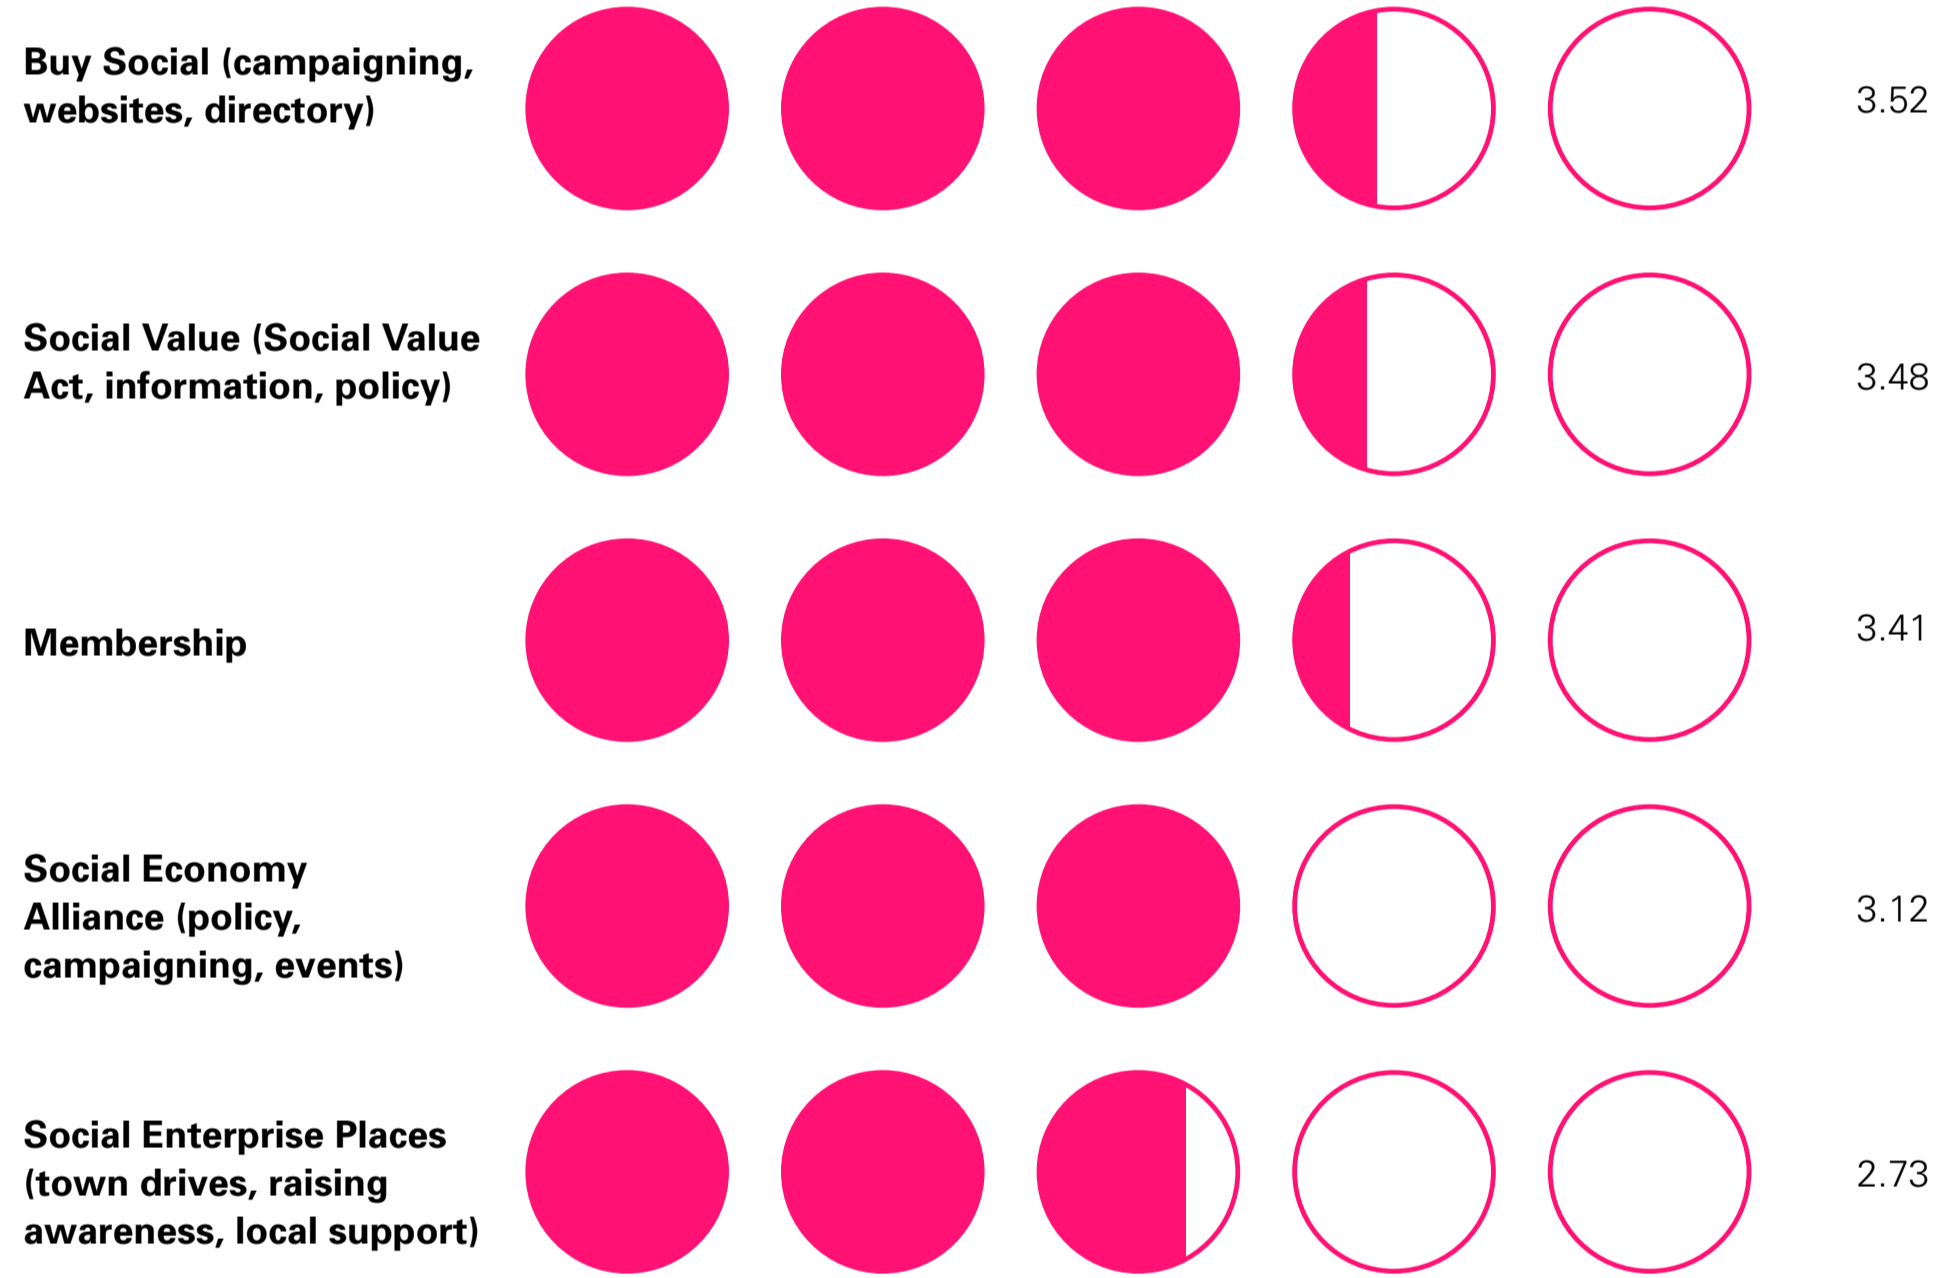 Buy Social (campaigning,
websites, directory)
3.52
Social Value (Social Value
Act, information, policy)
3.48
Membership
3.41
Social Economy
Alliance (policy,
campaigning, events)
3.12
Social Enterprise Places
(town drives, raising
awareness, local support)
2.73